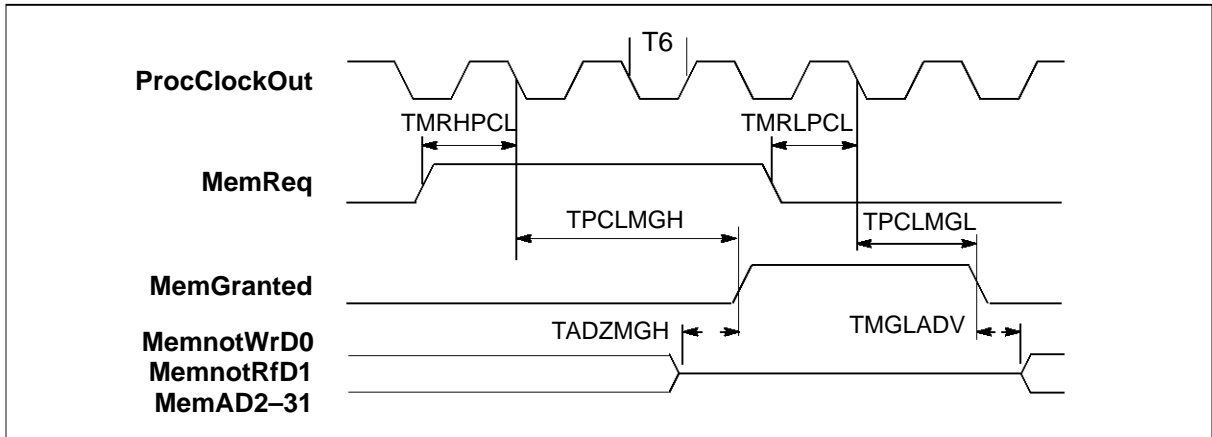 T6
ProcClockOut
TMRHPCL
TMRLPCL
MemReq
TPCLMGH
TPCLMGL
MemGranted
TADZMGH
TMGLADV
MemnotWrD0
MemnotRfD1
MemAD2–31